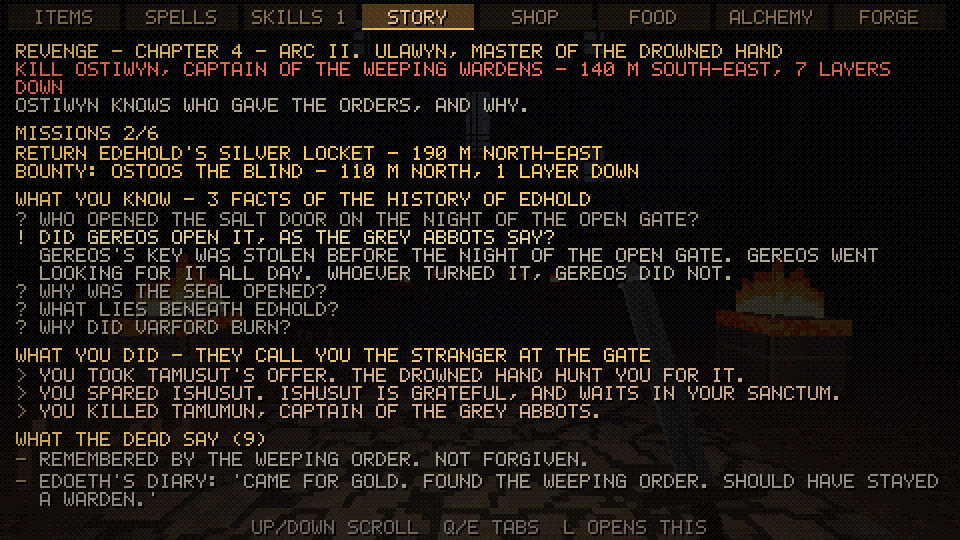 ITEMS SPELLS SKILLS 1 STORY SHOP FOOD ALCHEMY FORGE
REVENGE - CHAPTER 4 - ARC II. ULAWYN, MASTER OF THE DROWNED HAND
KILL OSTIWYN, CAPTAIN OF THE WEEPING WARDENS - 140 M SOUTH-EAST, 7 LAYERS
DOWN
OSTIWYN KNOWS WHO GAVE THE ORDERS, AND WHY.
MISSIONS 2/6
RETURN EDEHOLD'S SILVER LOCKET - 190 M NORTH-EAST
BOUNTY: OSTOOS THE BLIND - 110 M NORTH, 1 LAYER DOWN
WHAT YOU KNOW - 3 FACTS OF THE HISTORY OF EDHOLD
? WHO OPENED THE SALT DOOR ON THE NIGHT OF THE OPEN GATE?
! DID GEREOS OPEN IT, AS THE GREY ABBOTS SAY?
GEREOS'S KEY WAS STOLEN BEFORE THE NIGHT OF THE OPEN GATE. GEREOS WENT
LOOKING FOR IT ALL DAY. WHOEVER TURNED IT, GEREOS DID NOT.
? WHY WAS THE SEAL OPENED?
? WHAT LIES BENEATH EDHOLD?
? WHY DID VARFORD BURN?
WHAT YOU DID - THEY CALL YOU THE STRANGER AT THE GATE
> YOU TOOK TAMUSUT'S OFFER. THE DROWNED HAND HUNT YOU FOR IT.
> YOU SPARED ISHUSUT. ISHUSUT IS GRATEFUL, AND WAITS IN YOUR SANCTUM.
> YOU KILLED TAMUMUN, CAPTAIN OF THE GREY ABBOTS.
WHAT THE DEAD SAY (9)
- REMEMBERED BY THE WEEPING ORDER. NOT FORGIVEN.
- EDOETH'S DIARY: 'CAME FOR GOLD. FOUND THE WEEPING ORDER. SHOULD HAVE STAYED
A WARDEN.'
UP/DOWN SCROLL Q/E TABS L OPENS THIS